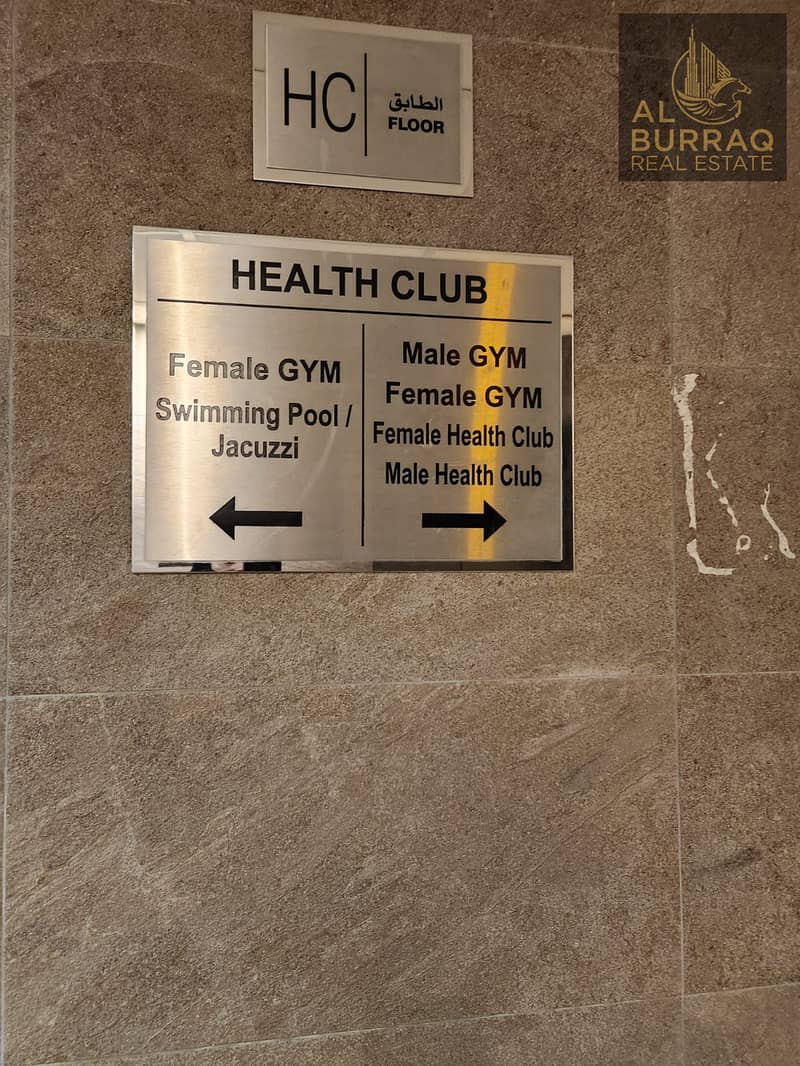 HC
الطابق
FLOOR
AL
BURRAQ
REAL ESTATE
HEALTH CLUB
Female GYM
Swimming Pool /
Jacuzzi
Male GYM
Female GYM
Female Health Club
Male Health Club